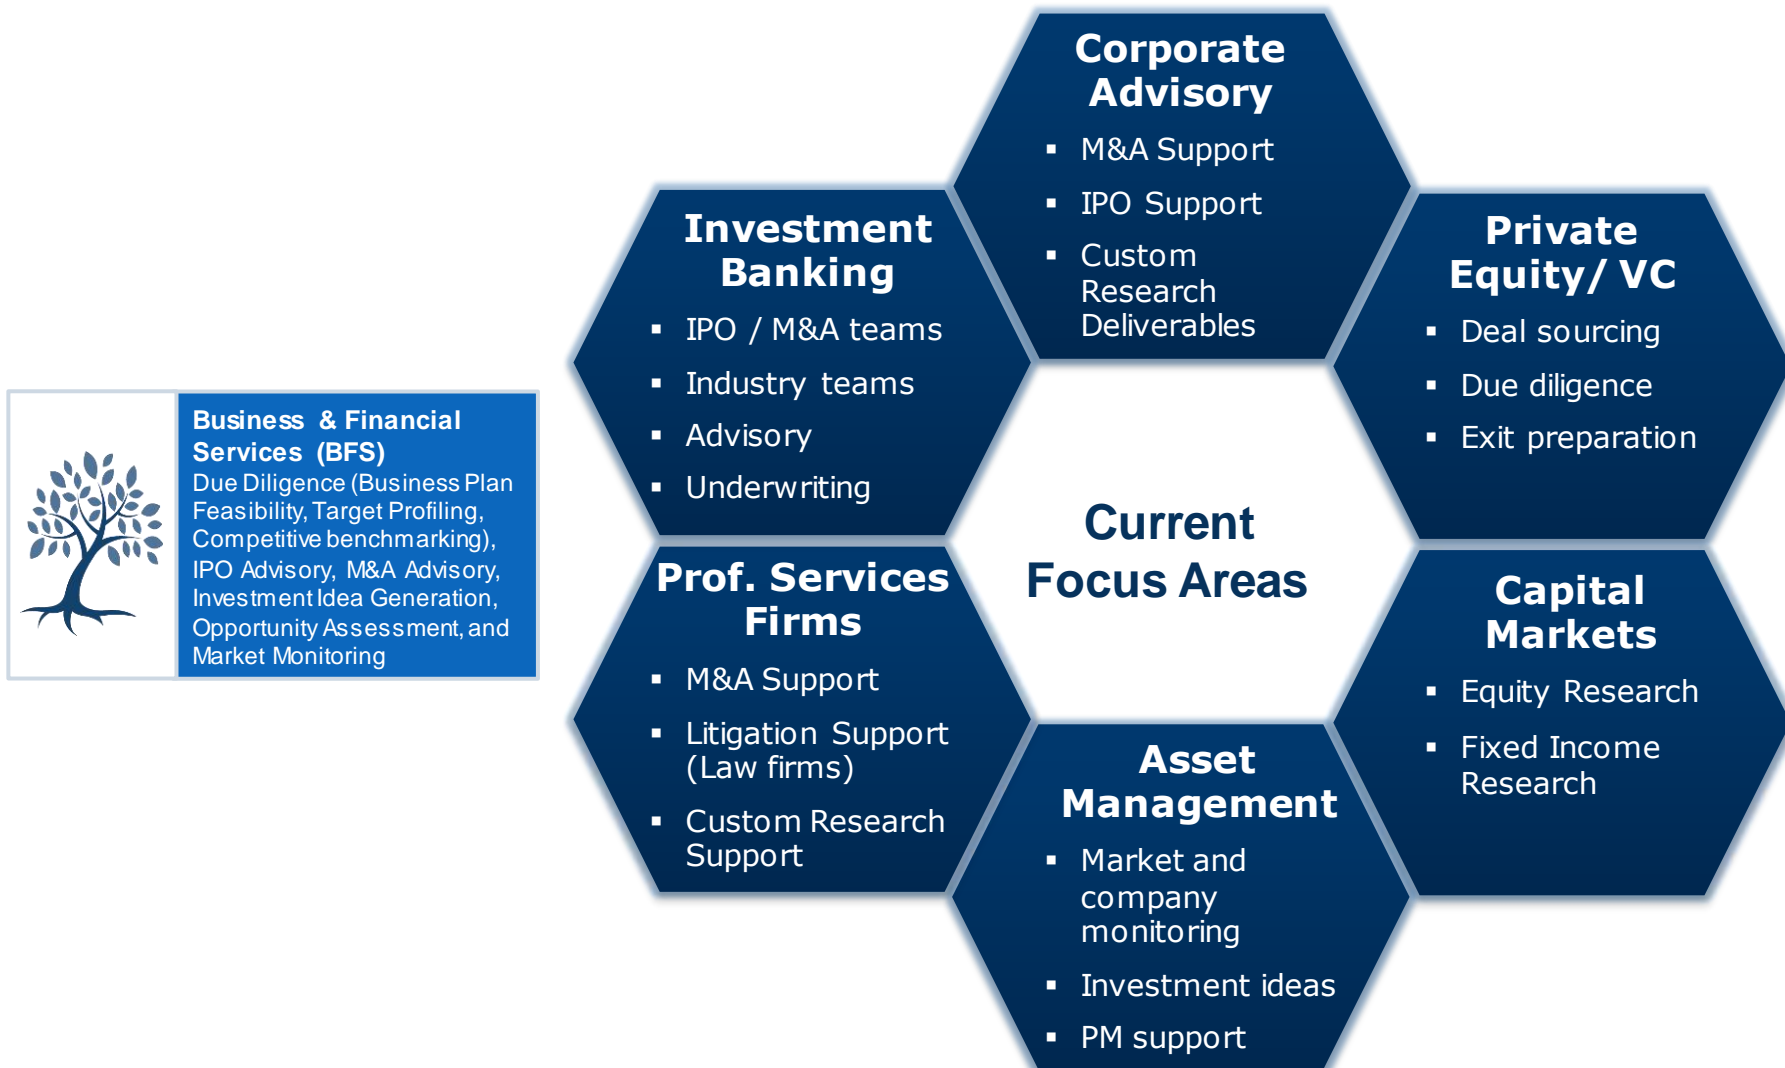 Business & Financial
Services (BFS)
Due Diligence (Business Plan
Feasibility, Target Profiling,
Competitive benchmarking),
IPO Advisory, M&A Advisory,
Investment Idea Generation,
Opportunity Assessment, and
Market Monitoring
Corporate
Advisory
▪ M&A Support
▪ IPO Support
▪ Custom
Research
Deliverables
Investment
Banking
▪ IPO / M&A teams
▪ Industry teams
▪ Advisory
▪ Underwriting
Private
Equity/ VC
▪ Deal sourcing
▪ Due diligence
▪ Exit preparation
Current
Focus Areas
Prof. Services
Firms
▪ M&A Support
▪ Litigation Support
(Law firms)
▪ Custom Research
Support
Capital
Markets
▪ Equity Research
▪ Fixed Income
Research
Asset
Management
▪ Market and
company
monitoring
▪ Investment ideas
▪ PM support